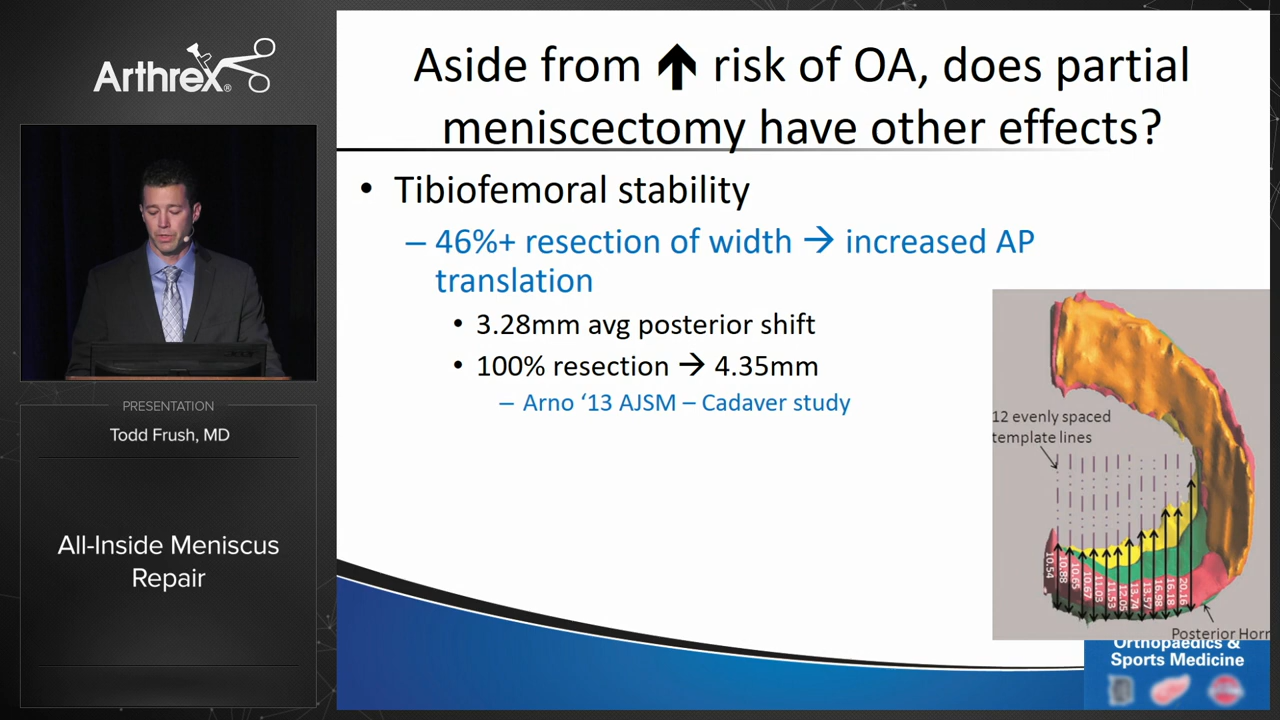 Arthrex®
PRESENTATION
Todd Frush, MD
All-Inside Meniscus
Repair
Aside from ↑ risk of OA, does partial
meniscectomy have other effects?
• Tibiofemoral stability
– 46%+ resection of width → increased AP
translation
• 3.28mm avg posterior shift
• 100% resection → 4.35mm
– Arno ‘13 AJSM – Cadaver study
12 evenly spaced
template lines
10.54
10.88
10.65
10.67
11.03
11.53
12.05
13.74
13.57
16.98
16.18
20.16
Posterior Horn
Orthopaedics &
Sports Medicine